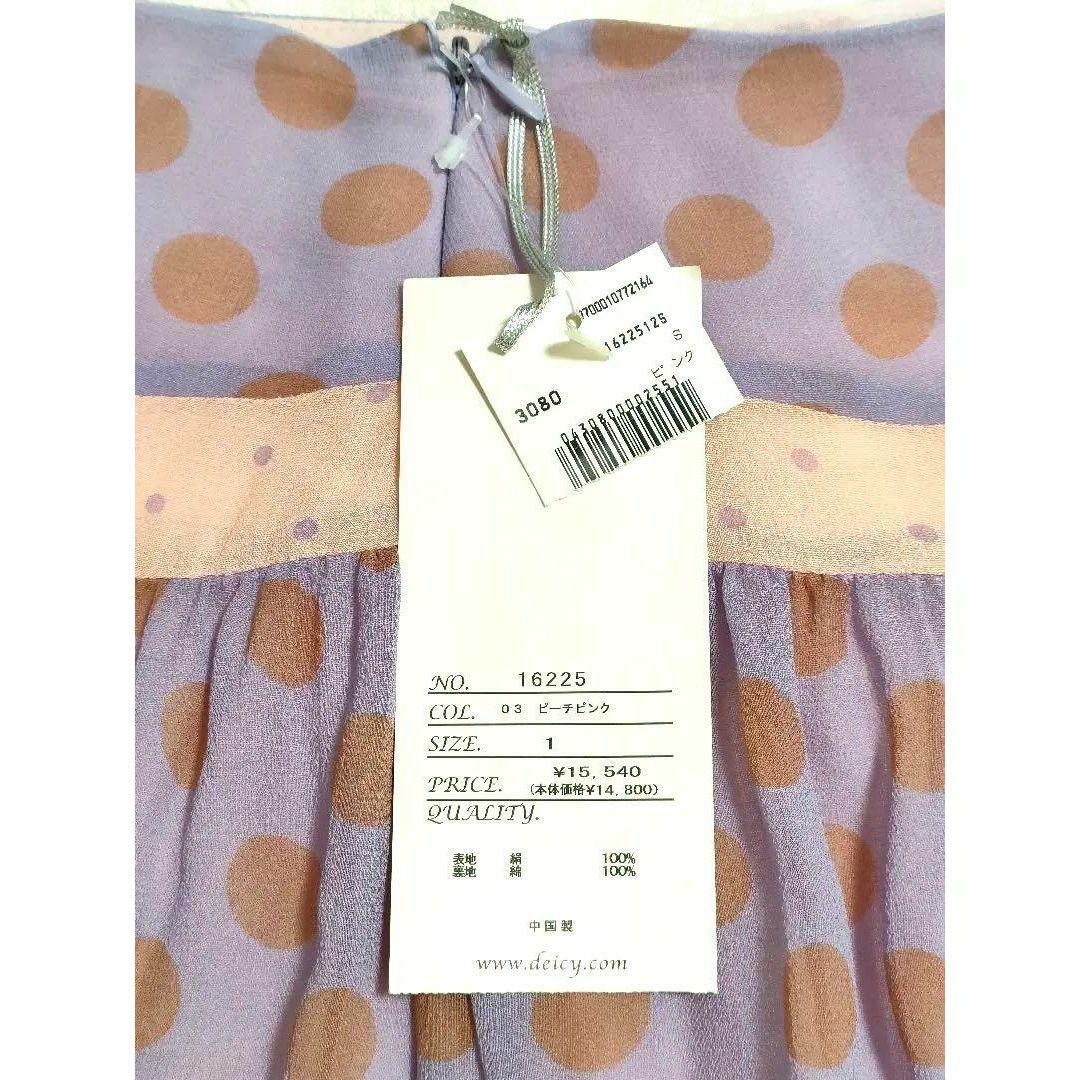 2700010772164
16225125
S
ピンク
3080
0430800002551
NO. 16225
COL. 03 ピーチピンク
SIZE. 1
PRICE. ¥15,540
(本体価格¥14,800)
QUALITY.
表地 絹 100%
裏地 綿 100%
中国製
www.deicy.com